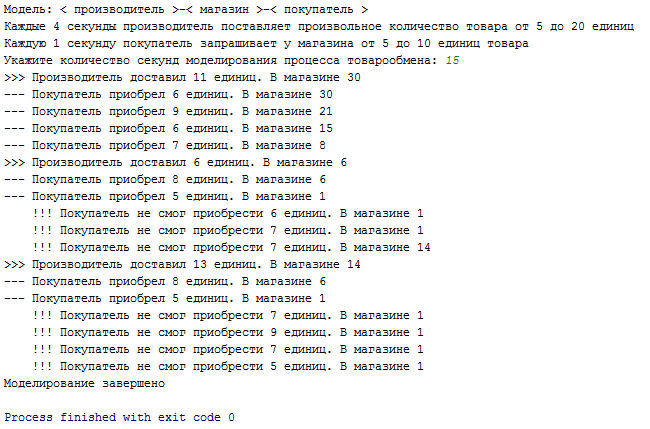 Модель: < производитель >-< магазин >-< покупатель >
Каждые 4 секунды производитель поставляет произвольное количество товара от 5 до 20 единиц
Каждую 1 секунду покупатель запрашивает у магазина от 5 до 10 единиц товара
Укажите количество секунд моделирования процесса товарообмена: 15
>>> Производитель доставил 11 единиц. В магазине 30
--- Покупатель приобрел 6 единиц. В магазине 30
--- Покупатель приобрел 9 единиц. В магазине 21
--- Покупатель приобрел 6 единиц. В магазине 15
--- Покупатель приобрел 7 единиц. В магазине 8
>>> Производитель доставил 6 единиц. В магазине 6
--- Покупатель приобрел 8 единиц. В магазине 6
--- Покупатель приобрел 5 единиц. В магазине 1
!!! Покупатель не смог приобрести 6 единиц. В магазине 1
!!! Покупатель не смог приобрести 7 единиц. В магазине 1
!!! Покупатель не смог приобрести 7 единиц. В магазине 14
>>> Производитель доставил 13 единиц. В магазине 14
--- Покупатель приобрел 8 единиц. В магазине 6
--- Покупатель приобрел 5 единиц. В магазине 1
!!! Покупатель не смог приобрести 7 единиц. В магазине 1
!!! Покупатель не смог приобрести 9 единиц. В магазине 1
!!! Покупатель не смог приобрести 7 единиц. В магазине 1
!!! Покупатель не смог приобрести 5 единиц. В магазине 1
Моделирование завершено
Process finished with exit code 0